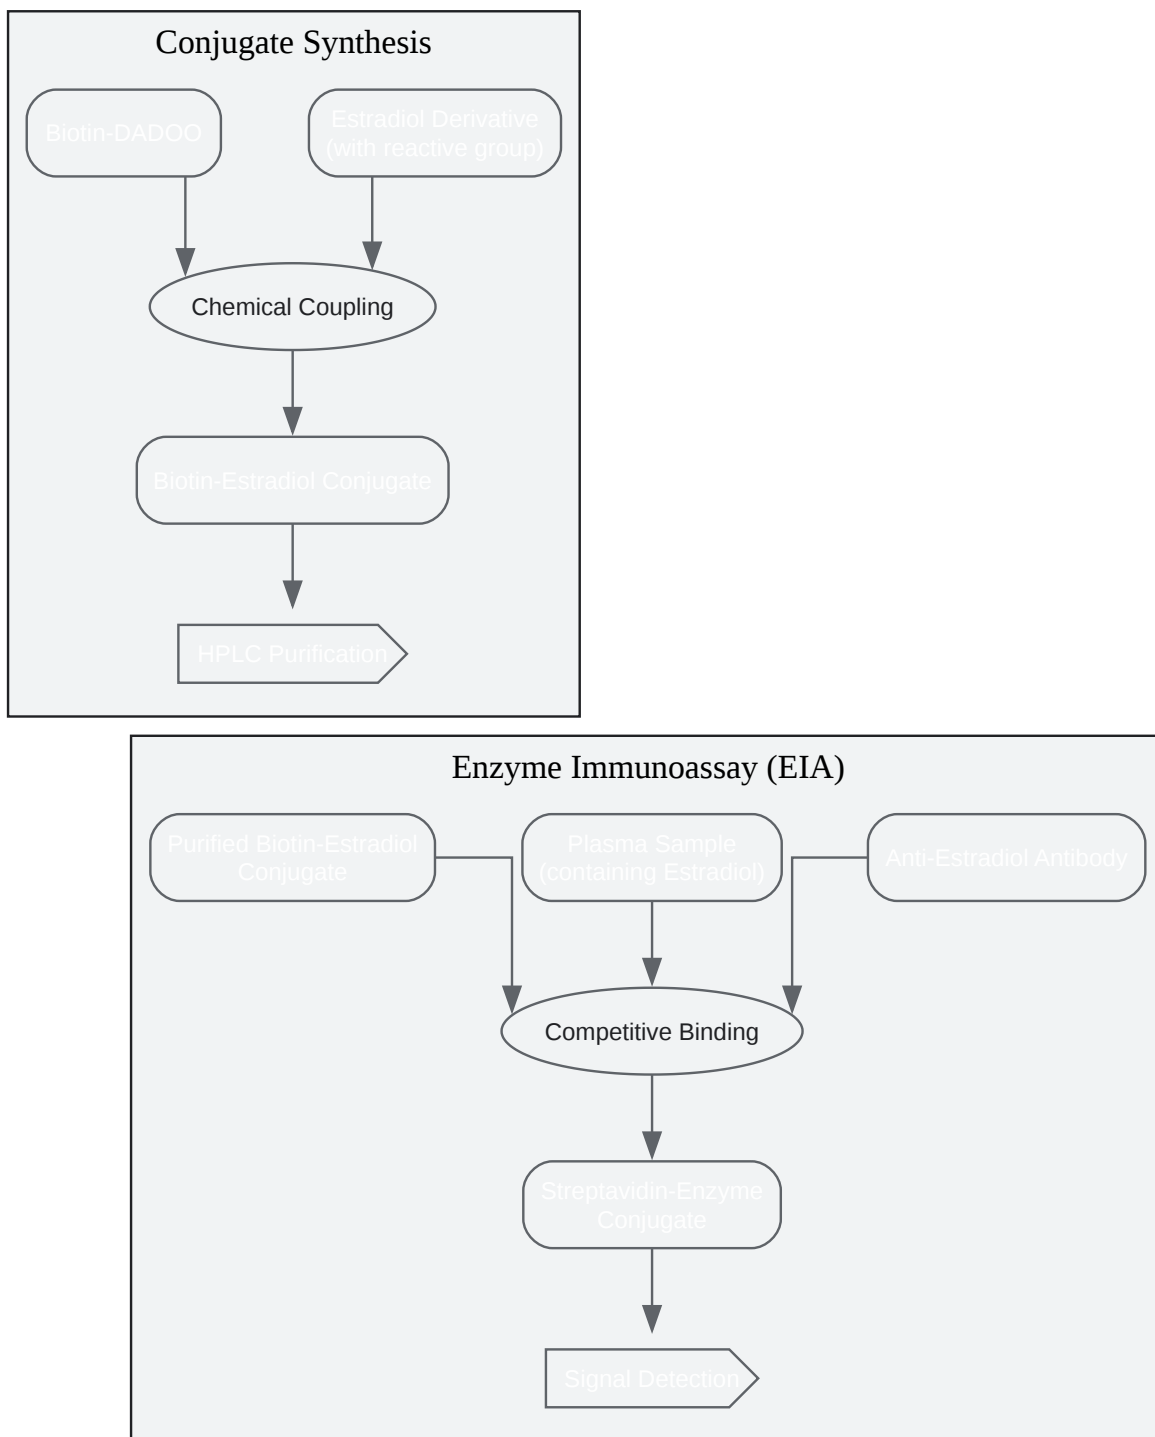 Conjugate Synthesis
Biotin-DADOO
Estradiol Derivative
(with reactive group)
Chemical Coupling
Biotin-Estradiol Conjugate
HPLC Purification
Enzyme Immunoassay (EIA)
Purified Biotin-Estradiol
Conjugate
Plasma Sample
(containing Estradiol)
Anti-Estradiol Antibody
Competitive Binding
Streptavidin-Enzyme
Conjugate
Signal Detection